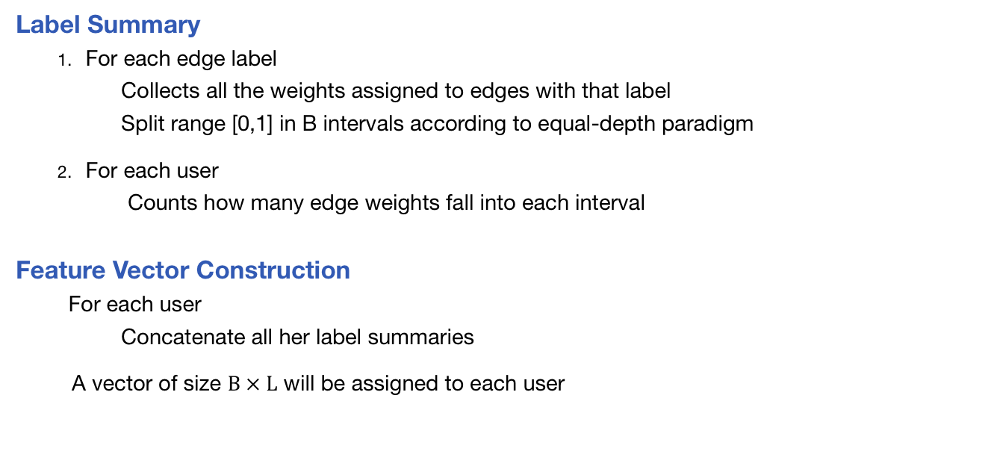 Label Summary
1. For each edge label
Collects all the weights assigned to edges with that label
Split range [0,1] in B intervals according to equal-depth paradigm
2. For each user
Counts how many edge weights fall into each interval
Feature Vector Construction
For each user
Concatenate all her label summaries
A vector of size B × L will be assigned to each user